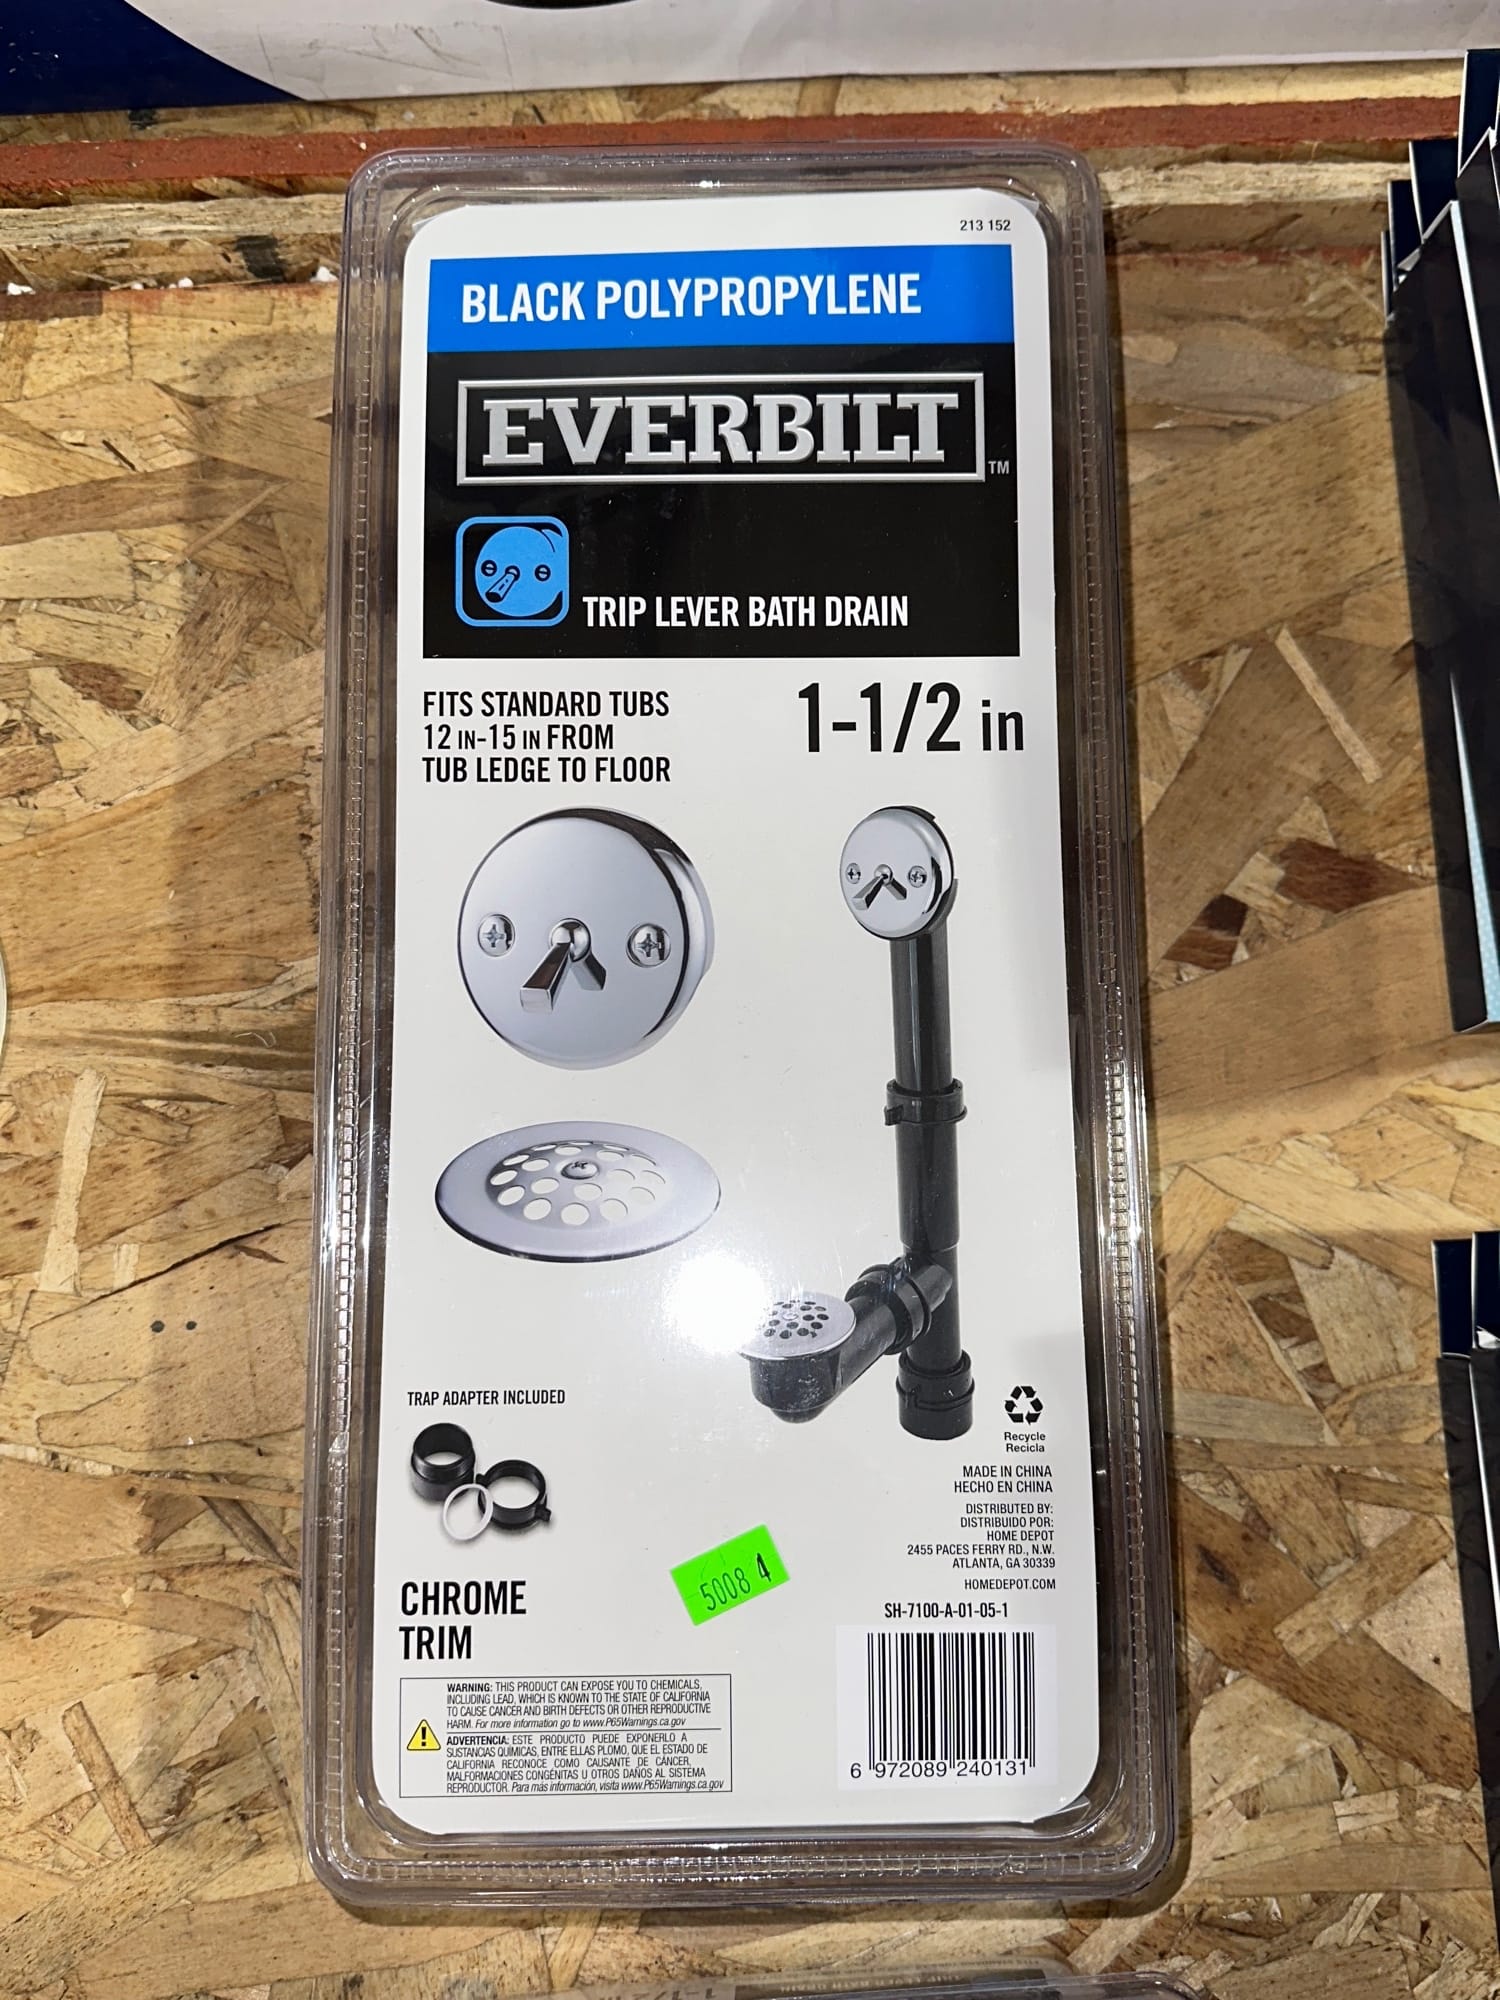 213 152
BLACK POLYPROPYLENE
EVERBILT
TM
TRIP LEVER BATH DRAIN
FITS STANDARD TUBS
12 IN-15 IN FROM
TUB LEDGE TO FLOOR
1-1/2 in
TRAP ADAPTER INCLUDED
Recycle
Recicla
MADE IN CHINA
HECHO EN CHINA
DISTRIBUTED BY:
DISTRIBUIDO POR:
HOME DEPOT
2455 PACES FERRY RD., N.W.
ATLANTA, GA 30339
HOMEDEPOT.COM
5008 4
CHROME
TRIM
SH-7100-A-01-05-1
WARNING: THIS PRODUCT CAN EXPOSE YOU TO CHEMICALS,
INCLUDING LEAD, WHICH IS KNOWN TO THE STATE OF CALIFORNIA
TO CAUSE CANCER AND BIRTH DEFECTS OR OTHER REPRODUCTIVE
HARM. For more information go to www.P65Warnings.ca.gov
ADVERTENCIA: ESTE PRODUCTO PUEDE EXPONERLO A
SUSTANCIAS QUIMICAS, ENTRE ELLAS PLOMO, QUE EL ESTADO DE
CALIFORNIA RECONOCE COMO CAUSANTE DE CÁNCER,
MALFORMACIONES CONGÉNITAS U OTROS DAÑOS AL SISTEMA
REPRODUCTOR. Para más información, visita www.P65Warnings.ca.gov
6 972089 240131